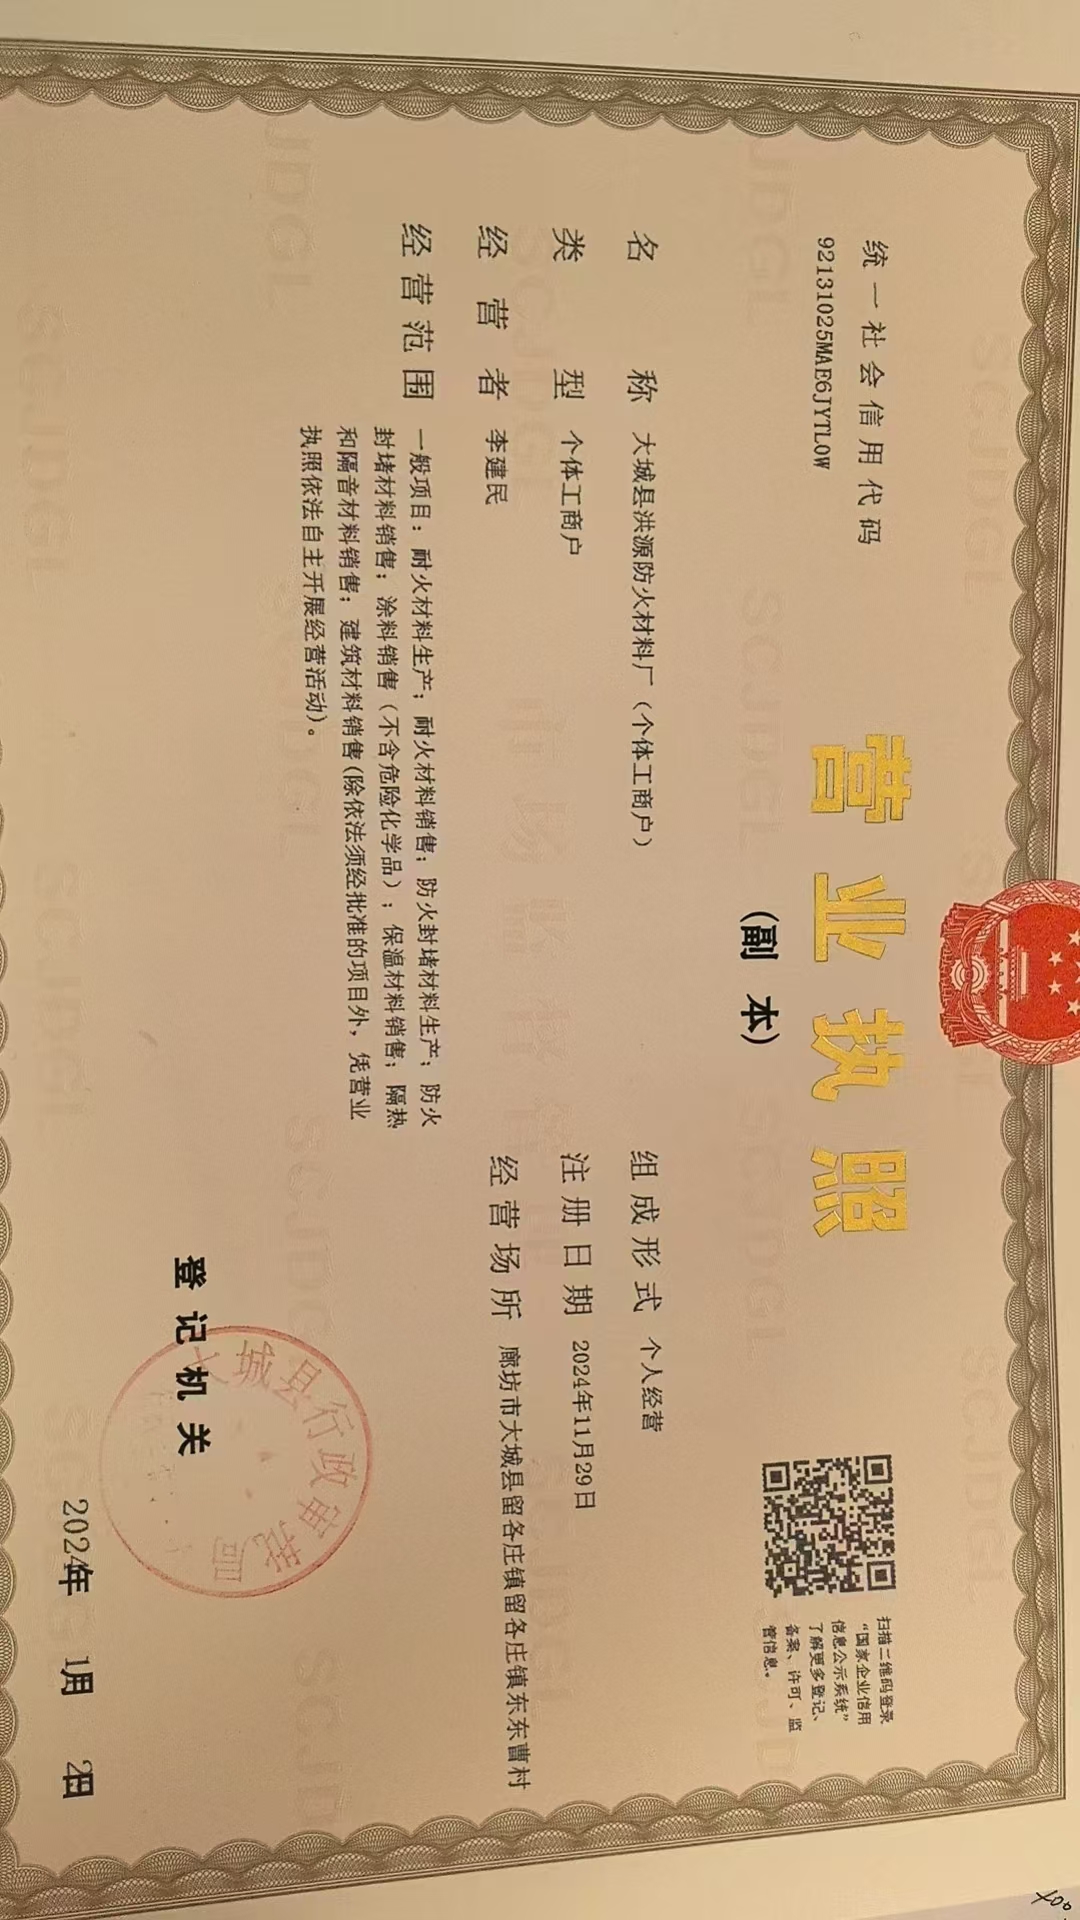 营业执照
(副 本)
统一社会信用代码
92131025MAE6JYTL0W
扫描二维码登录
“国家企业信用
信息公示系统”
了解更多登记、
备案、许可、监
管信息。
名 称 大城县洪源防火材料厂（个体工商户）
类 型 个体工商户
经 营 者 李建民
经 营 范 围 一般项目：耐火材料生产；耐火材料销售；防火封堵材料生产；防火
封堵材料销售；涂料销售（不含危险化学品）；保温材料销售；隔热
和隔音材料销售；建筑材料销售(除依法须经批准的项目外，凭营业
执照依法自主开展经营活动)。
组成形式 个人经营
注册日期 2024年11月29日
经营场所 廊坊市大城县留各庄镇留各庄镇东东曹村
登记机关
大城县行政审批局
SCJDGL